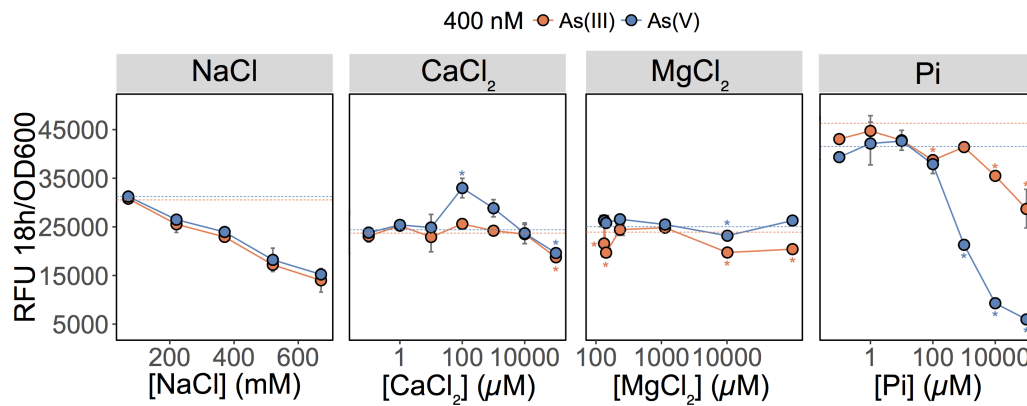 400 nM As(III) As(V)
NaCl CaCl₂ MgCl₂ Pi
RFU 18h/OD600
45000
35000
25000
15000
5000
200 400 600 1 100 10000 100 1000 10000 1 100 10000
[NaCl] (mM) [CaCl₂] (µM) [MgCl₂] (µM) [Pi] (µM)